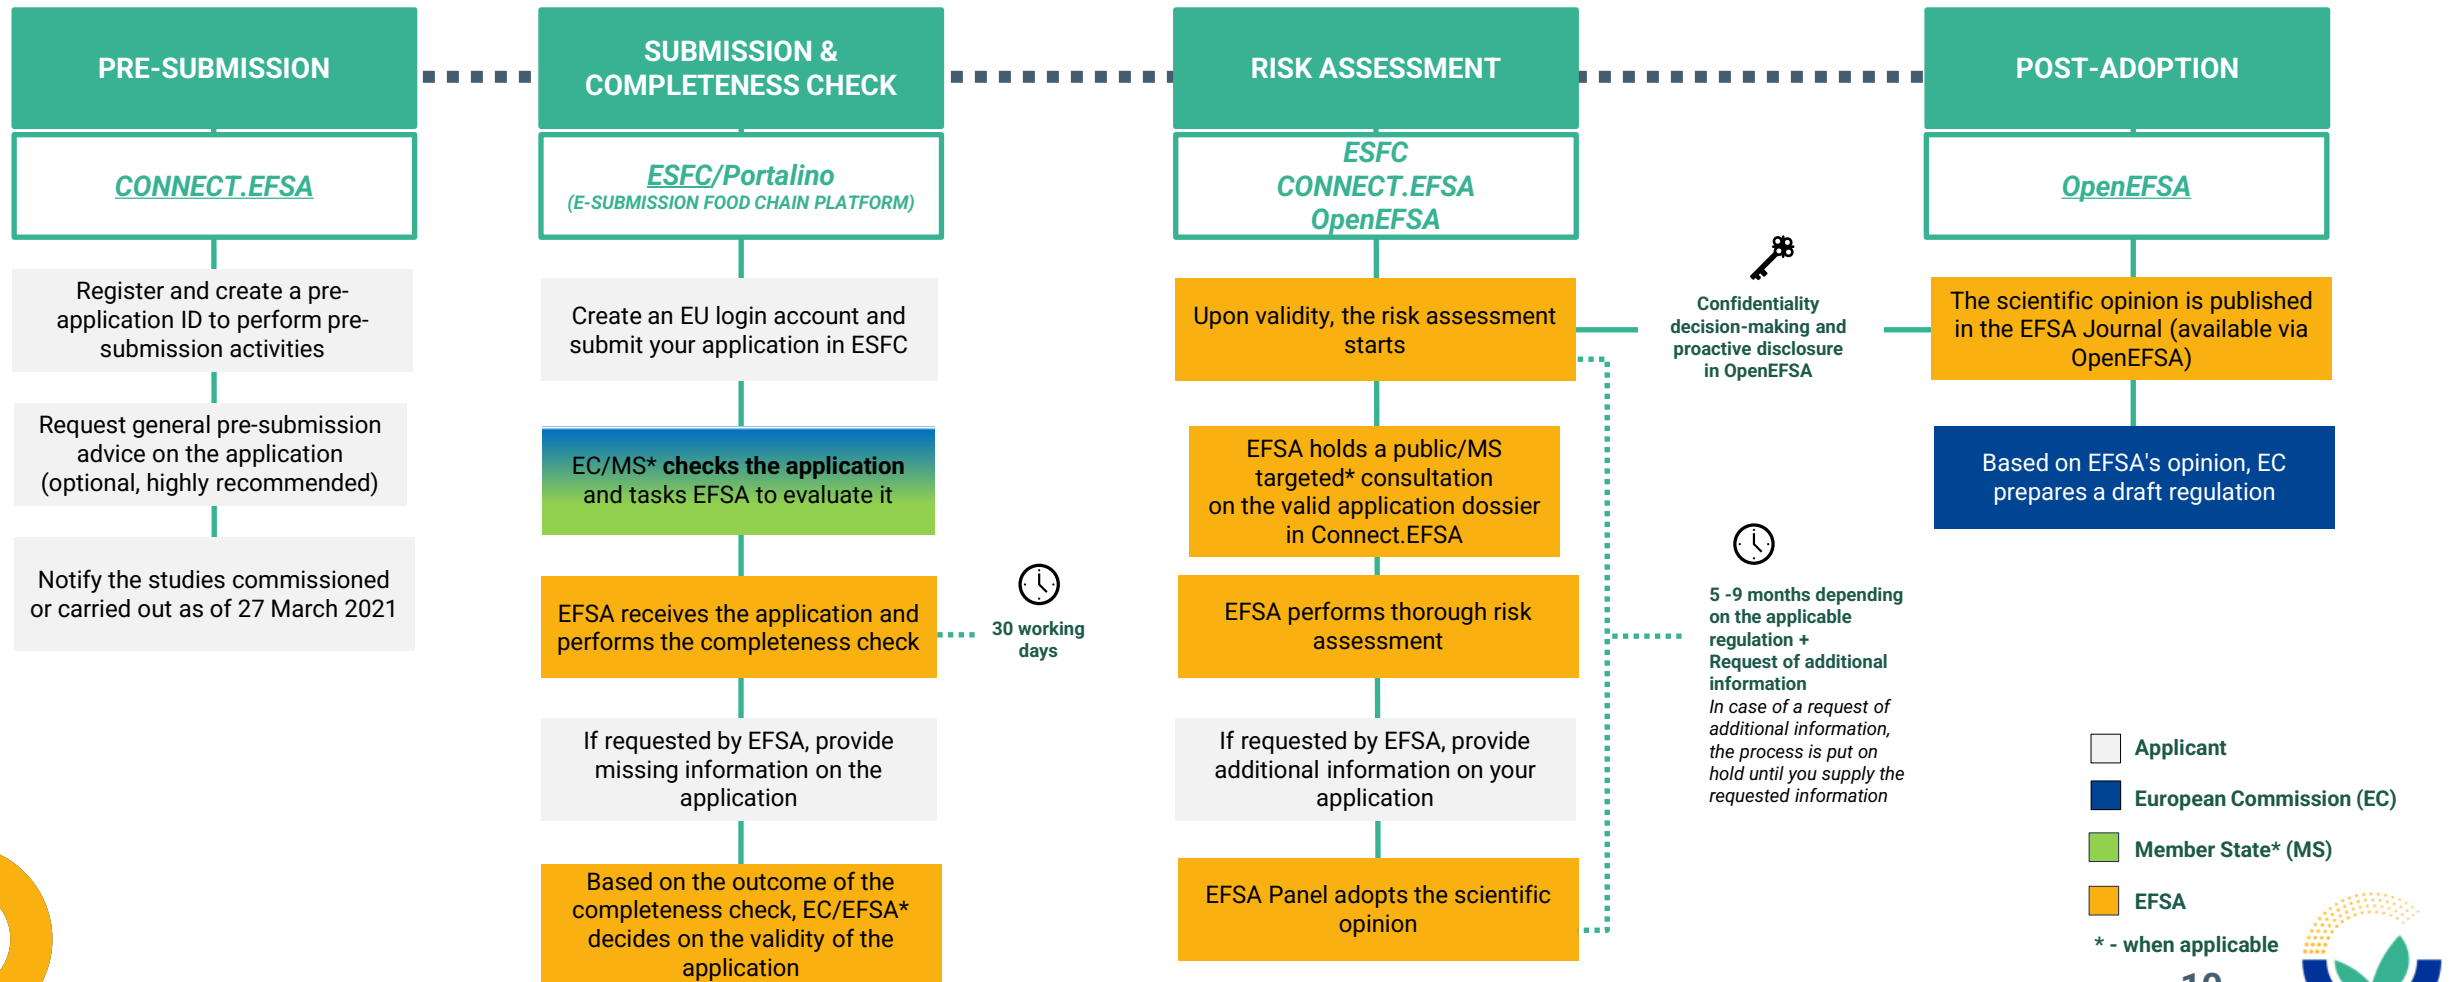 PRE-SUBMISSION
CONNECT.EFSA
Register and create a pre-
application ID to perform pre-
submission activities
Request general pre-submission
advice on the application
(optional, highly recommended)
Notify the studies commissioned
or carried out as of 27 March 2021
SUBMISSION &
COMPLETENESS CHECK
ESFC/Portalino
(E-SUBMISSION FOOD CHAIN PLATFORM)
Create an EU login account and
submit your application in ESFC
EC/MS* checks the application
and tasks EFSA to evaluate it
EFSA receives the application and
performs the completeness check
30 working
days
If requested by EFSA, provide
missing information on the
application
Based on the outcome of the
completeness check, EC/EFSA*
decides on the validity of the
application
RISK ASSESSMENT
ESFC
CONNECT.EFSA
OpenEFSA
Upon validity, the risk assessment
starts
EFSA holds a public/MS
targeted* consultation
on the valid application dossier
in Connect.EFSA
EFSA performs thorough risk
assessment
If requested by EFSA, provide
additional information on your
application
EFSA Panel adopts the scientific
opinion
Confidentiality
decision-making and
proactive disclosure
in OpenEFSA
5 -9 months depending
on the applicable
regulation +
Request of additional
information
In case of a request of
additional information,
the process is put on
hold until you supply the
requested information
POST-ADOPTION
OpenEFSA
The scientific opinion is published
in the EFSA Journal (available via
OpenEFSA)
Based on EFSA's opinion, EC
prepares a draft regulation
Applicant
European Commission (EC)
Member State* (MS)
EFSA
* - when applicable